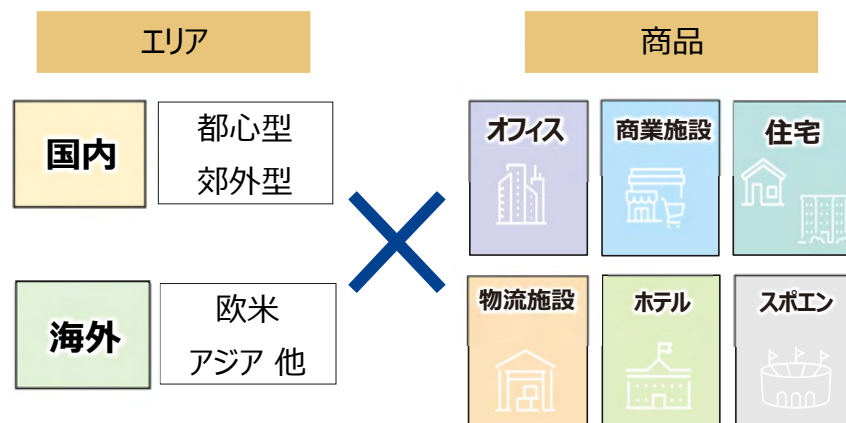 エリア
商品
国内
都心型
郊外型
海外
欧米
アジア 他
オフィス
商業施設
住宅
物流施設
ホテル
スポエン